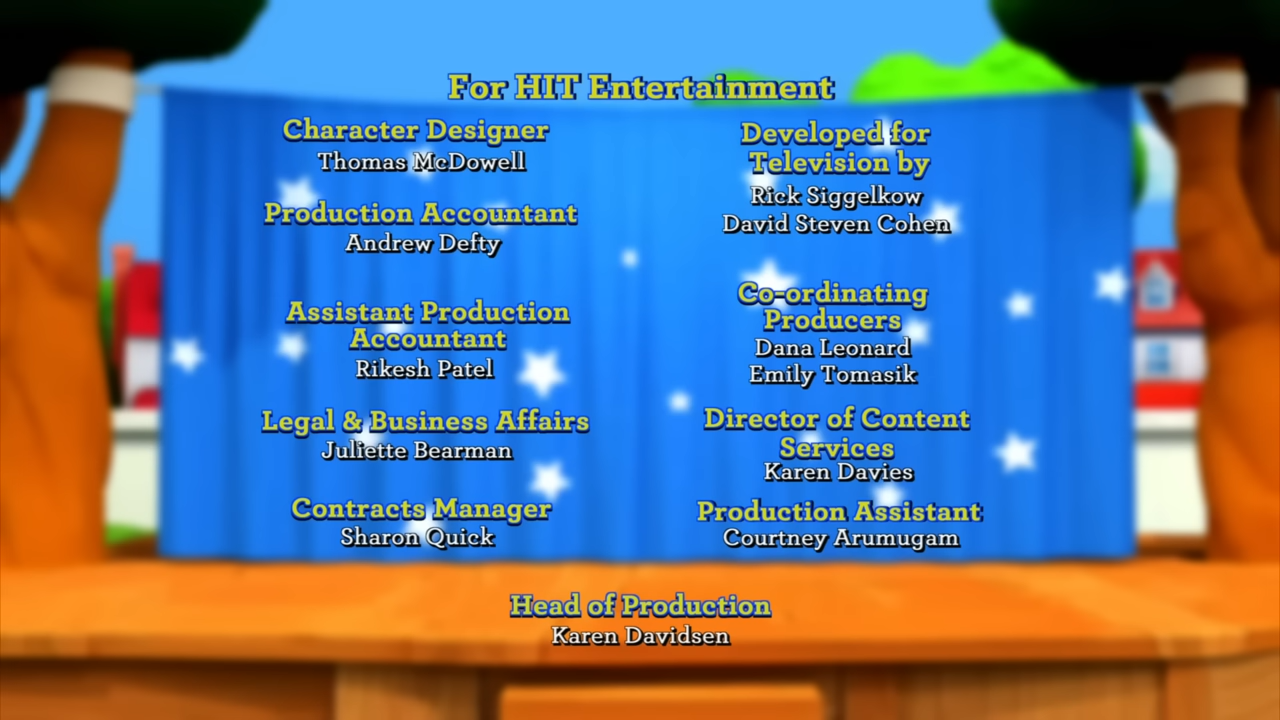 For HIT Entertainment
Character Designer
Thomas McDowell
Production Accountant
Andrew Defty
Assistant Production
Accountant
Rikesh Patel
Legal & Business Affairs
Juliette Bearman
Contracts Manager
Sharon Quick
Developed for
Television by
Rick Siggelkow
David Steven Cohen
Co-ordinating
Producers
Dana Leonard
Emily Tomasik
Director of Content
Services
Karen Davies
Production Assistant
Courtney Arumugam
Head of Production
Karen Davidsen